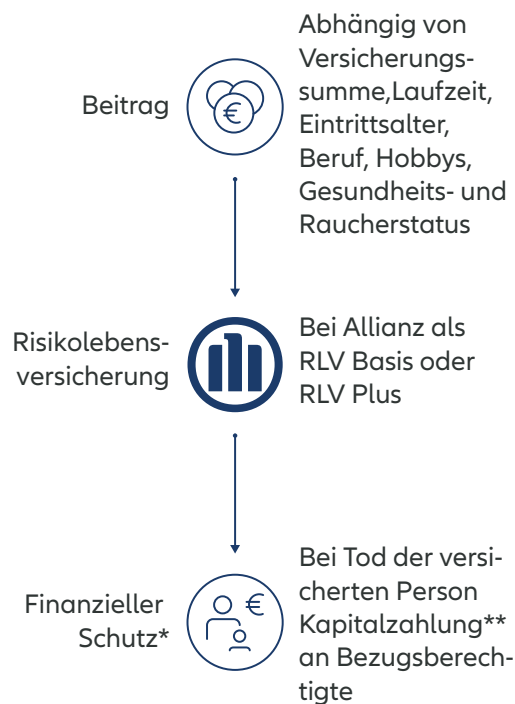 Beitrag
€
Abhängig von
Versicherungs-
summe,Laufzeit,
Eintrittsalter,
Beruf, Hobbys,
Gesundheits- und
Raucherstatus
Risikolebens-
versicherung
Bei Allianz als
RLV Basis oder
RLV Plus
Finanzieller
Schutz*
€
Bei Tod der versi-
cherten Person
Kapitalzahlung**
an Bezugsberech-
tigte